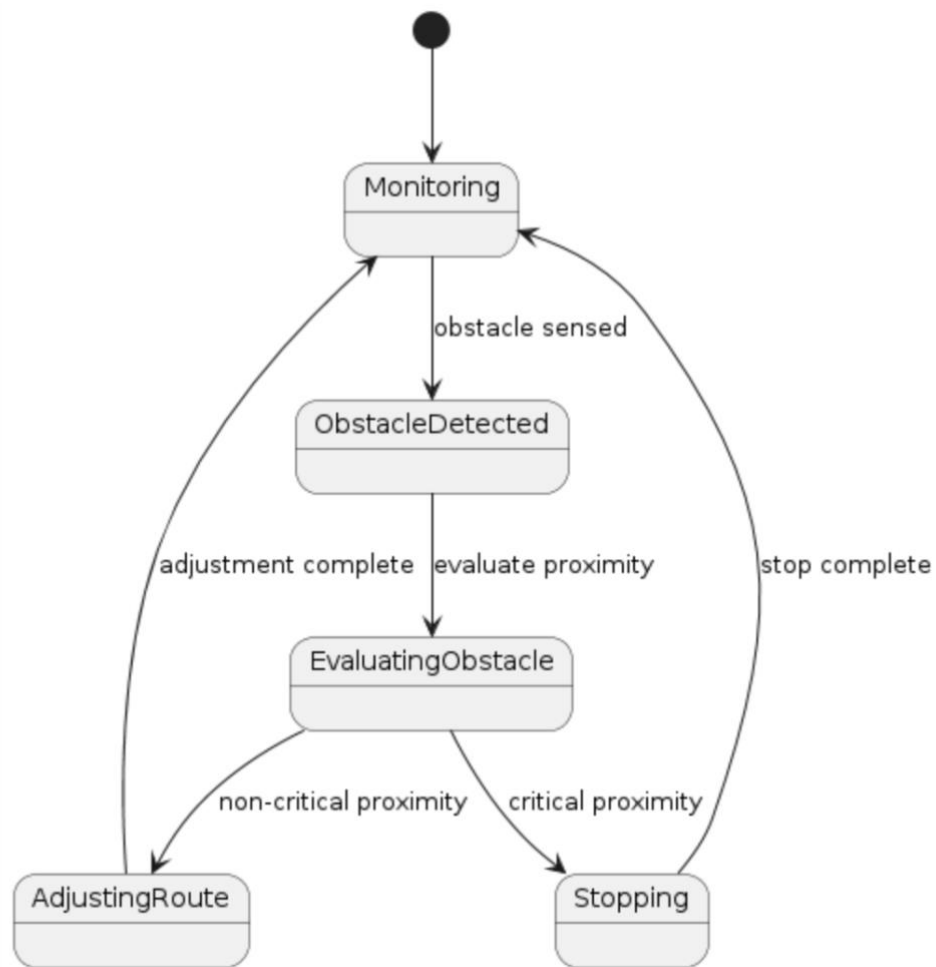 Monitoring
obstacle sensed
ObstacleDetected
adjustment complete
evaluate proximity
stop complete
EvaluatingObstacle
non-critical proximity
critical proximity
AdjustingRoute
Stopping